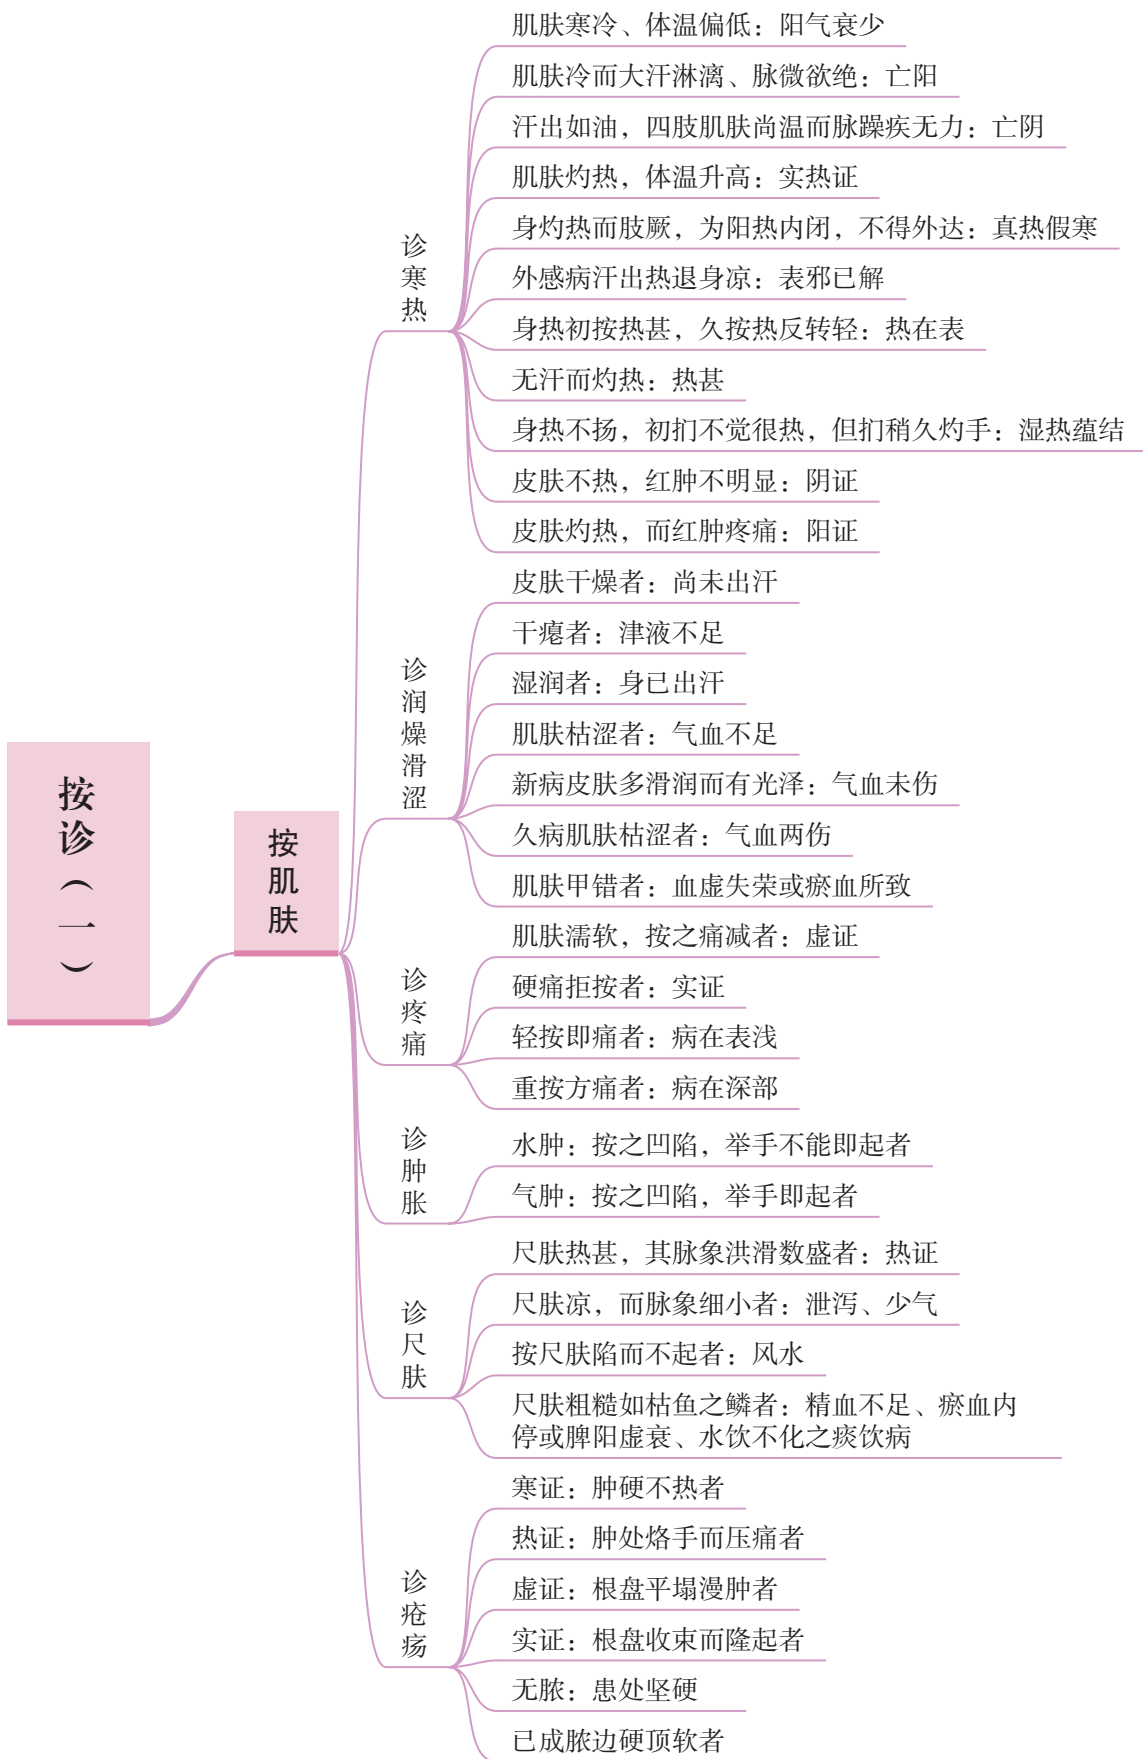 按诊（一）
按肌肤
诊寒热
肌肤寒冷、体温偏低：阳气衰少
肌肤冷而大汗淋漓、脉微欲绝：亡阳
汗出如油，四肢肌肤尚温而脉躁疾无力：亡阴
肌肤灼热，体温升高：实热证
身灼热而肢厥，为阳热内闭，不得外达：真热假寒
外感病汗出热退身凉：表邪已解
身热初按热甚，久按热反转轻：热在表
无汗而灼热：热甚
身热不扬，初扪不觉很热，但扪稍久灼手：湿热蕴结
皮肤不热，红肿不明显：阴证
皮肤灼热，而红肿疼痛：阳证
诊润燥滑涩
皮肤干燥者：尚未出汗
干瘪者：津液不足
湿润者：身已出汗
肌肤枯涩者：气血不足
新病皮肤多滑润而有光泽：气血未伤
久病肌肤枯涩者：气血两伤
肌肤甲错者：血虚失荣或瘀血所致
诊疼痛
肌肤濡软，按之痛减者：虚证
硬痛拒按者：实证
轻按即痛者：病在表浅
重按方痛者：病在深部
诊肿胀
水肿：按之凹陷，举手不能即起者
气肿：按之凹陷，举手即起者
诊尺肤
尺肤热甚，其脉象洪滑数盛者：热证
尺肤凉，而脉象细小者：泄泻、少气
按尺肤陷而不起者：风水
尺肤粗糙如枯鱼之鳞者：精血不足、瘀血内
停或脾阳虚衰、水饮不化之痰饮病
诊疮疡
寒证：肿硬不热者
热证：肿处烙手而压痛者
虚证：根盘平塌漫肿者
实证：根盘收束而隆起者
无脓：患处坚硬
已成脓边硬顶软者